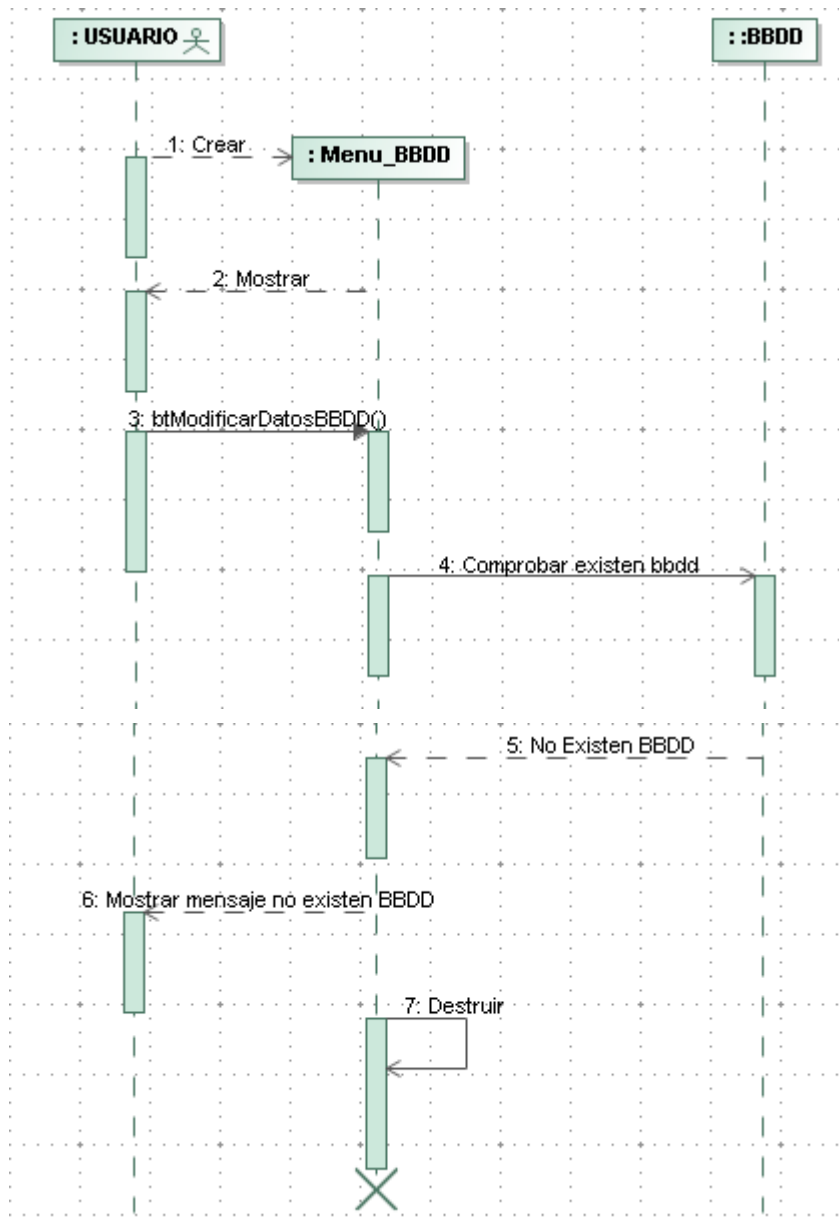 : USUARIO
: :BBDD
1: Crear
: Menu_BBDD
2: Mostrar
3: btModificarDatosBBDD()
4: Comprobar existen bbdd
5: No Existen BBDD
6: Mostrar mensaje no existen BBDD
7: Destruir